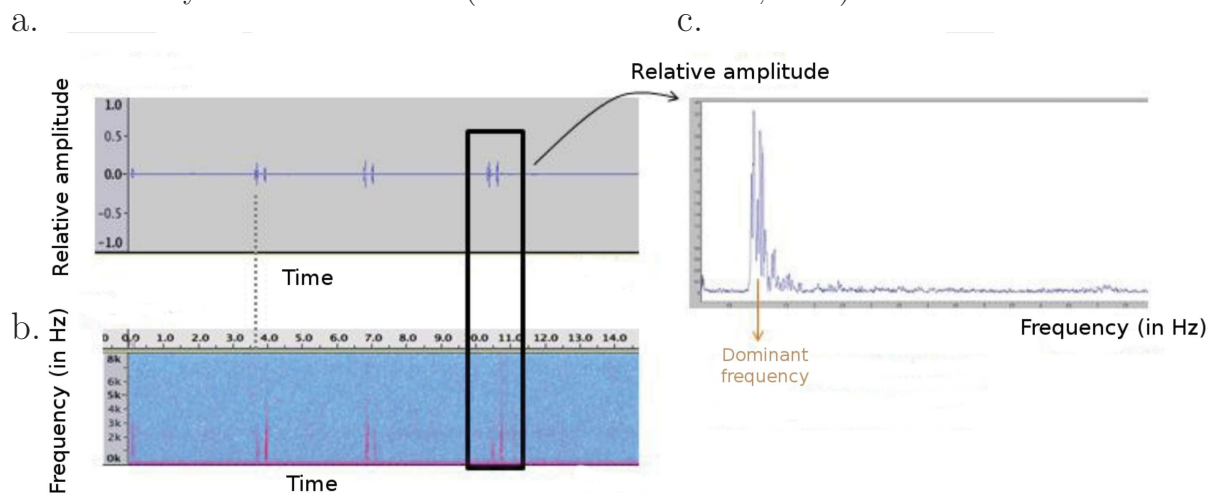 a.
c.
Relative amplitude
Relative amplitude
1.0
0.5
0.0
-0.5
-1.0
Time
b.
0 0.0 1.0 2.0 3.0 4.0 5.0 6.0 7.0 8.0 9.0 0.0 11.0 12.0 13.0 14.0
Frequency (in Hz)
8k
6k
5k
4k
3k
2k
0k
Time
Frequency (in Hz)
Dominant
frequency